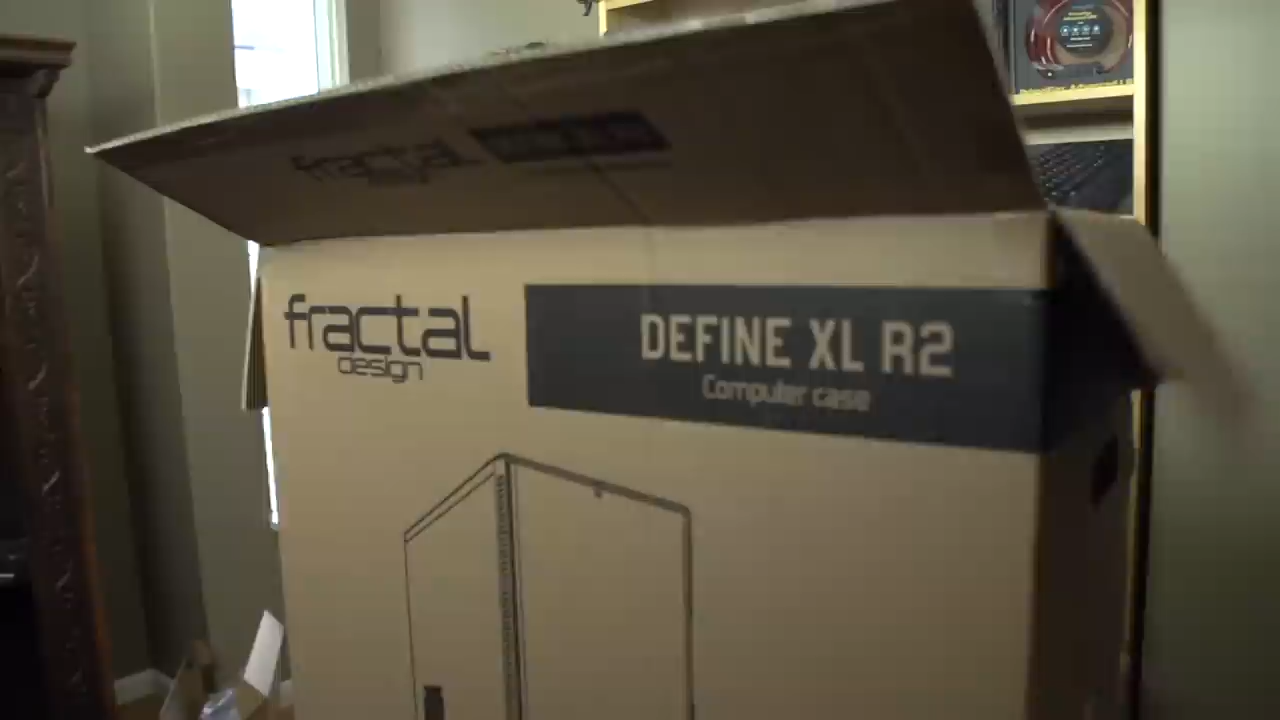 fractal
fractal
design
DEFINE XL R2
Computer case